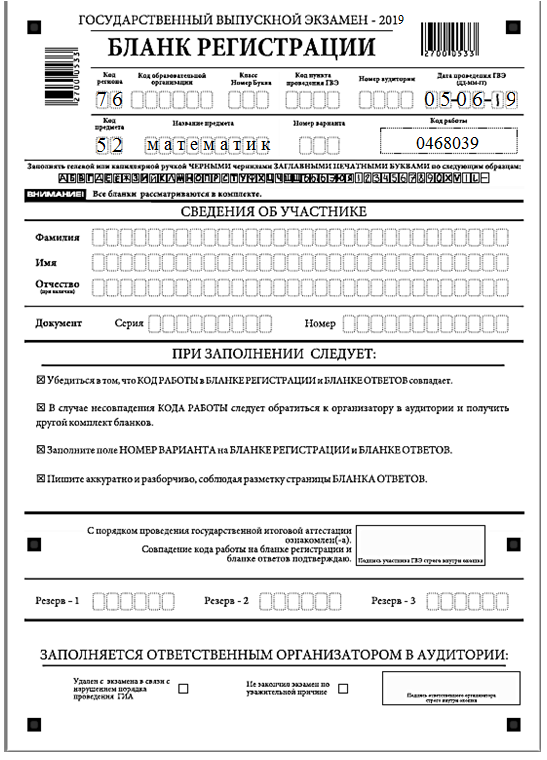 ГОСУДАРСТВЕННЫЙ ВЫПУСКНОЙ ЭКЗАМЕН - 2019
БЛАНК РЕГИСТРАЦИИ
2700 0533
2700 0533
Код региона
Код образовательной организации
Класс Номер Буква
Код пункта проведения ГВЭ
Номер аудитории
Дата проведения ГВЭ (ДД-ММ-ГГ)
76
05-06-19
Код предмета
Название предмета
Номер варианта
Код работы
52
математик
0468039
Заполнять гелевой или капиллярной ручкой ЧЕРНЫМИ чернилами ЗАГЛАВНЫМИ ПЕЧАТНЫМИ БУКВАМИ по следующим образцам:
АБВГДЕЁЖЗИЙКЛМНОПРСТУФХЦЧШЩЪЫЬЭЮЯ1234567890XVIL-
ВНИМАНИЕ! Все бланки рассматриваются в комплекте.
СВЕДЕНИЯ ОБ УЧАСТНИКЕ
Фамилия
Имя
Отчество
(при наличии)
Документ Серия Номер
ПРИ ЗАПОЛНЕНИИ СЛЕДУЕТ:
☒ Убедиться в том, что КОД РАБОТЫ в БЛАНКЕ РЕГИСТРАЦИИ и БЛАНКЕ ОТВЕТОВ совпадает.
☒ В случае несовпадения КОДА РАБОТЫ следует обратиться к организатору в аудитории и получить
другой комплект бланков.
☒ Заполните поле НОМЕР ВАРИАНТА на БЛАНКЕ РЕГИСТРАЦИИ и БЛАНКЕ ОТВЕТОВ.
☒ Пишите аккуратно и разборчиво, соблюдая разметку страницы БЛАНКА ОТВЕТОВ.
С порядком проведения государственной итоговой аттестации
ознакомлен(-а).
Совпадение кода работы на бланке регистрации и
бланке ответов подтверждаю.
Подпись участника ГВЭ строго внутри окошка
Резерв - 1 Резерв - 2 Резерв - 3
ЗАПОЛНЯЕТСЯ ОТВЕТСТВЕННЫМ ОРГАНИЗАТОРОМ В АУДИТОРИИ:
Удален с экзамена в связи с
нарушением порядка
проведения ГИА
Не закончил экзамен по
уважительной причине
Подпись ответственного организатора
строго внутри окошка